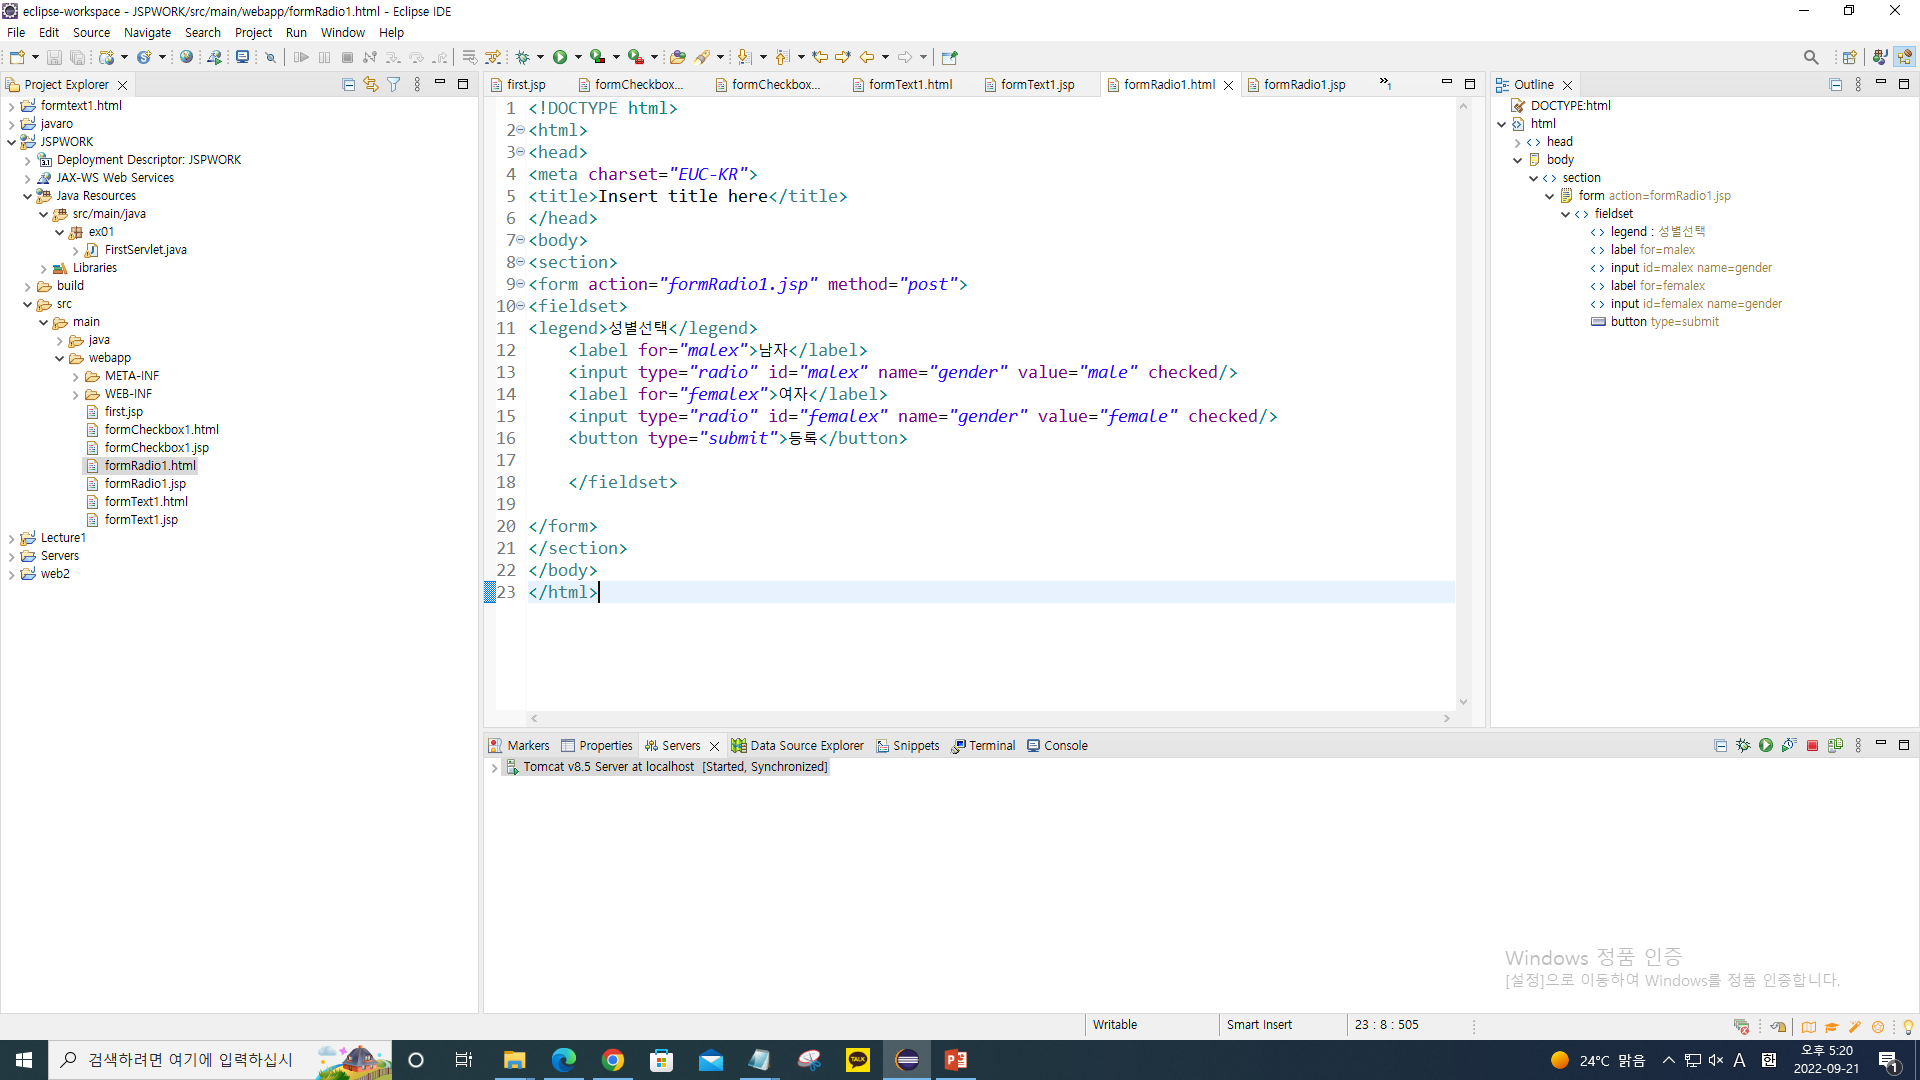 eclipse-workspace - JSPWORK/src/main/webapp/formRadio1.html - Eclipse IDE
File Edit Source Navigate Search Project Run Window Help
Project Explorer
formtext1.html
javaro
JSPWORK
Deployment Descriptor: JSPWORK
JAX-WS Web Services
Java Resources
src/main/java
ex01
FirstServlet.java
Libraries
build
src
main
java
webapp
META-INF
WEB-INF
first.jsp
formCheckbox1.html
formCheckbox1.jsp
formRadio1.html
formRadio1.jsp
formText1.html
formText1.jsp
Lecture1
Servers
web2
first.jsp formCheckbox... formCheckbox... formText1.html formText1.jsp formRadio1.html formRadio1.jsp »1
1 <!DOCTYPE html>
2 <html>
3 <head>
4 <meta charset="EUC-KR">
5 <title>Insert title here</title>
6 </head>
7 <body>
8 <section>
9 <form action="formRadio1.jsp" method="post">
10 <fieldset>
11 <legend>성별선택</legend>
12 <label for="malex">남자</label>
13 <input type="radio" id="malex" name="gender" value="male" checked/>
14 <label for="femalex">여자</label>
15 <input type="radio" id="femalex" name="gender" value="female" checked/>
16 <button type="submit">등록</button>
17
18 </fieldset>
19
20 </form>
21 </section>
22 </body>
23 </html>
Outline
DOCTYPE:html
html
head
body
section
form action=formRadio1.jsp
fieldset
legend : 성별선택
label for=malex
input id=malex name=gender
label for=femalex
input id=femalex name=gender
button type=submit
Markers Properties Servers Data Source Explorer Snippets Terminal Console
Tomcat v8.5 Server at localhost [Started, Synchronized]
Windows 정품 인증
[설정]으로 이동하여 Windows를 정품 인증합니다.
Writable Smart Insert 23 : 8 : 505
검색하려면 여기에 입력하십시
TALK
24°C 맑음 A 한 오후 5:20
2022-09-21
1